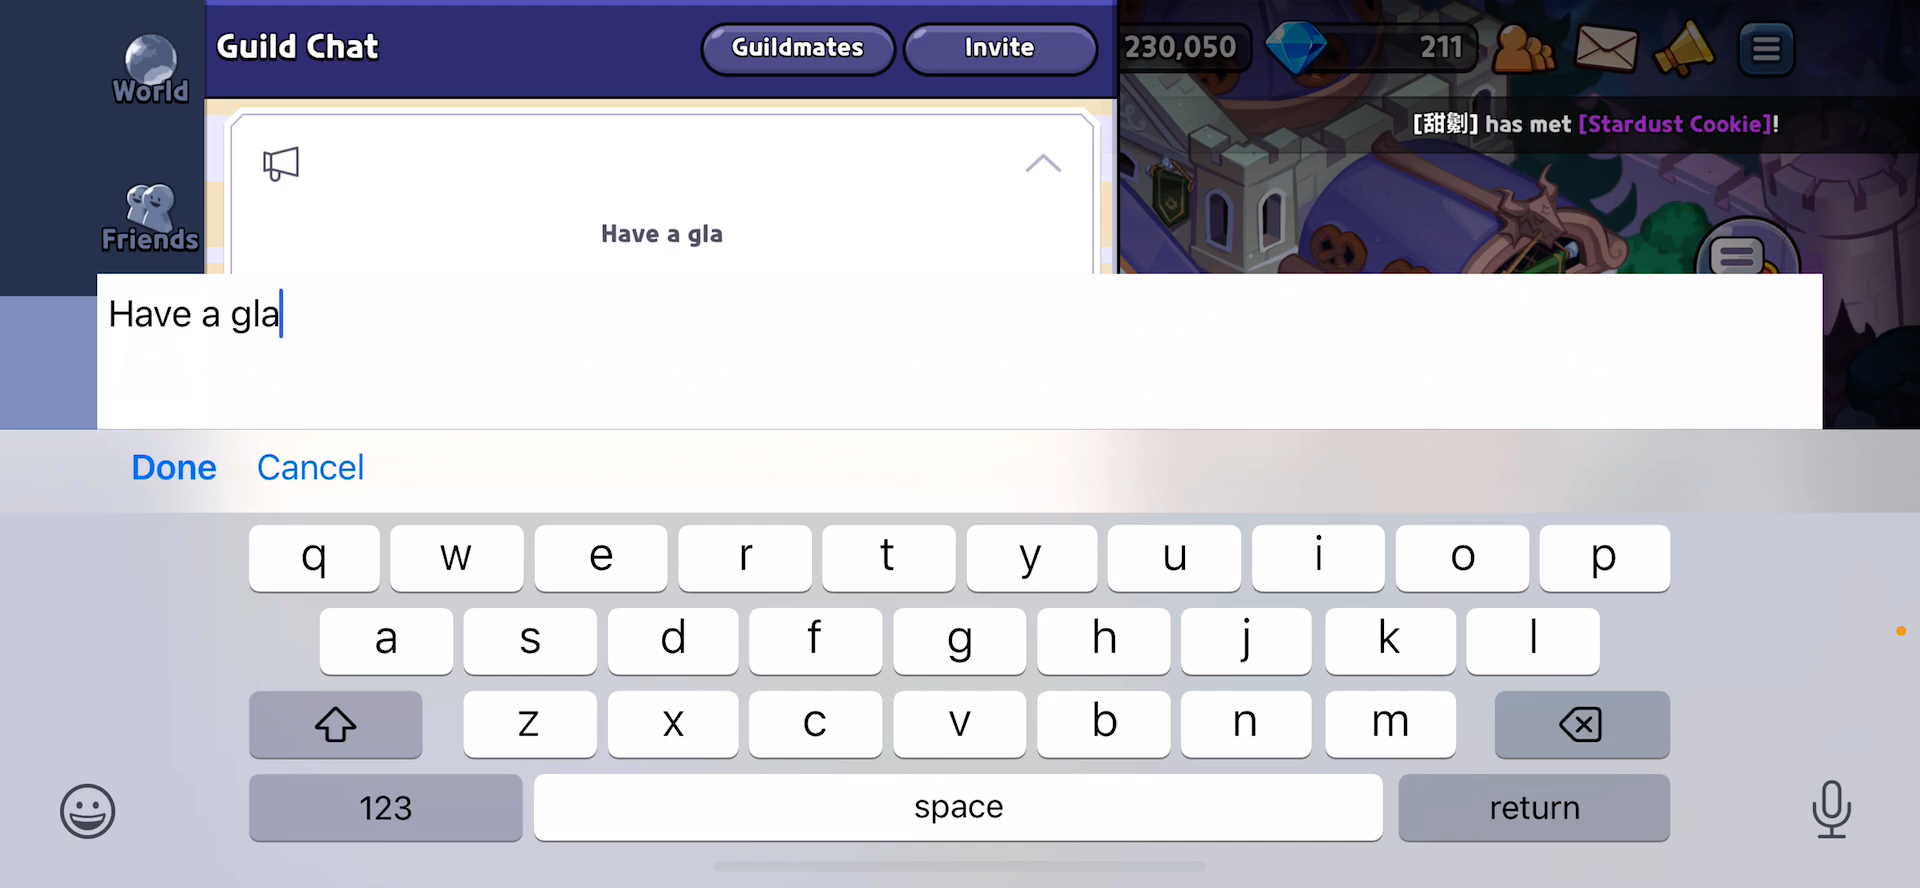 World
Guild Chat
Guildmates
Invite
230,050
211
[甜劉] has met [Stardust Cookie]!
Friends
Have a gla
Have a gla
Done Cancel
q w e r t y u i o p
a s d f g h j k l
z x c v b n m
123 space return